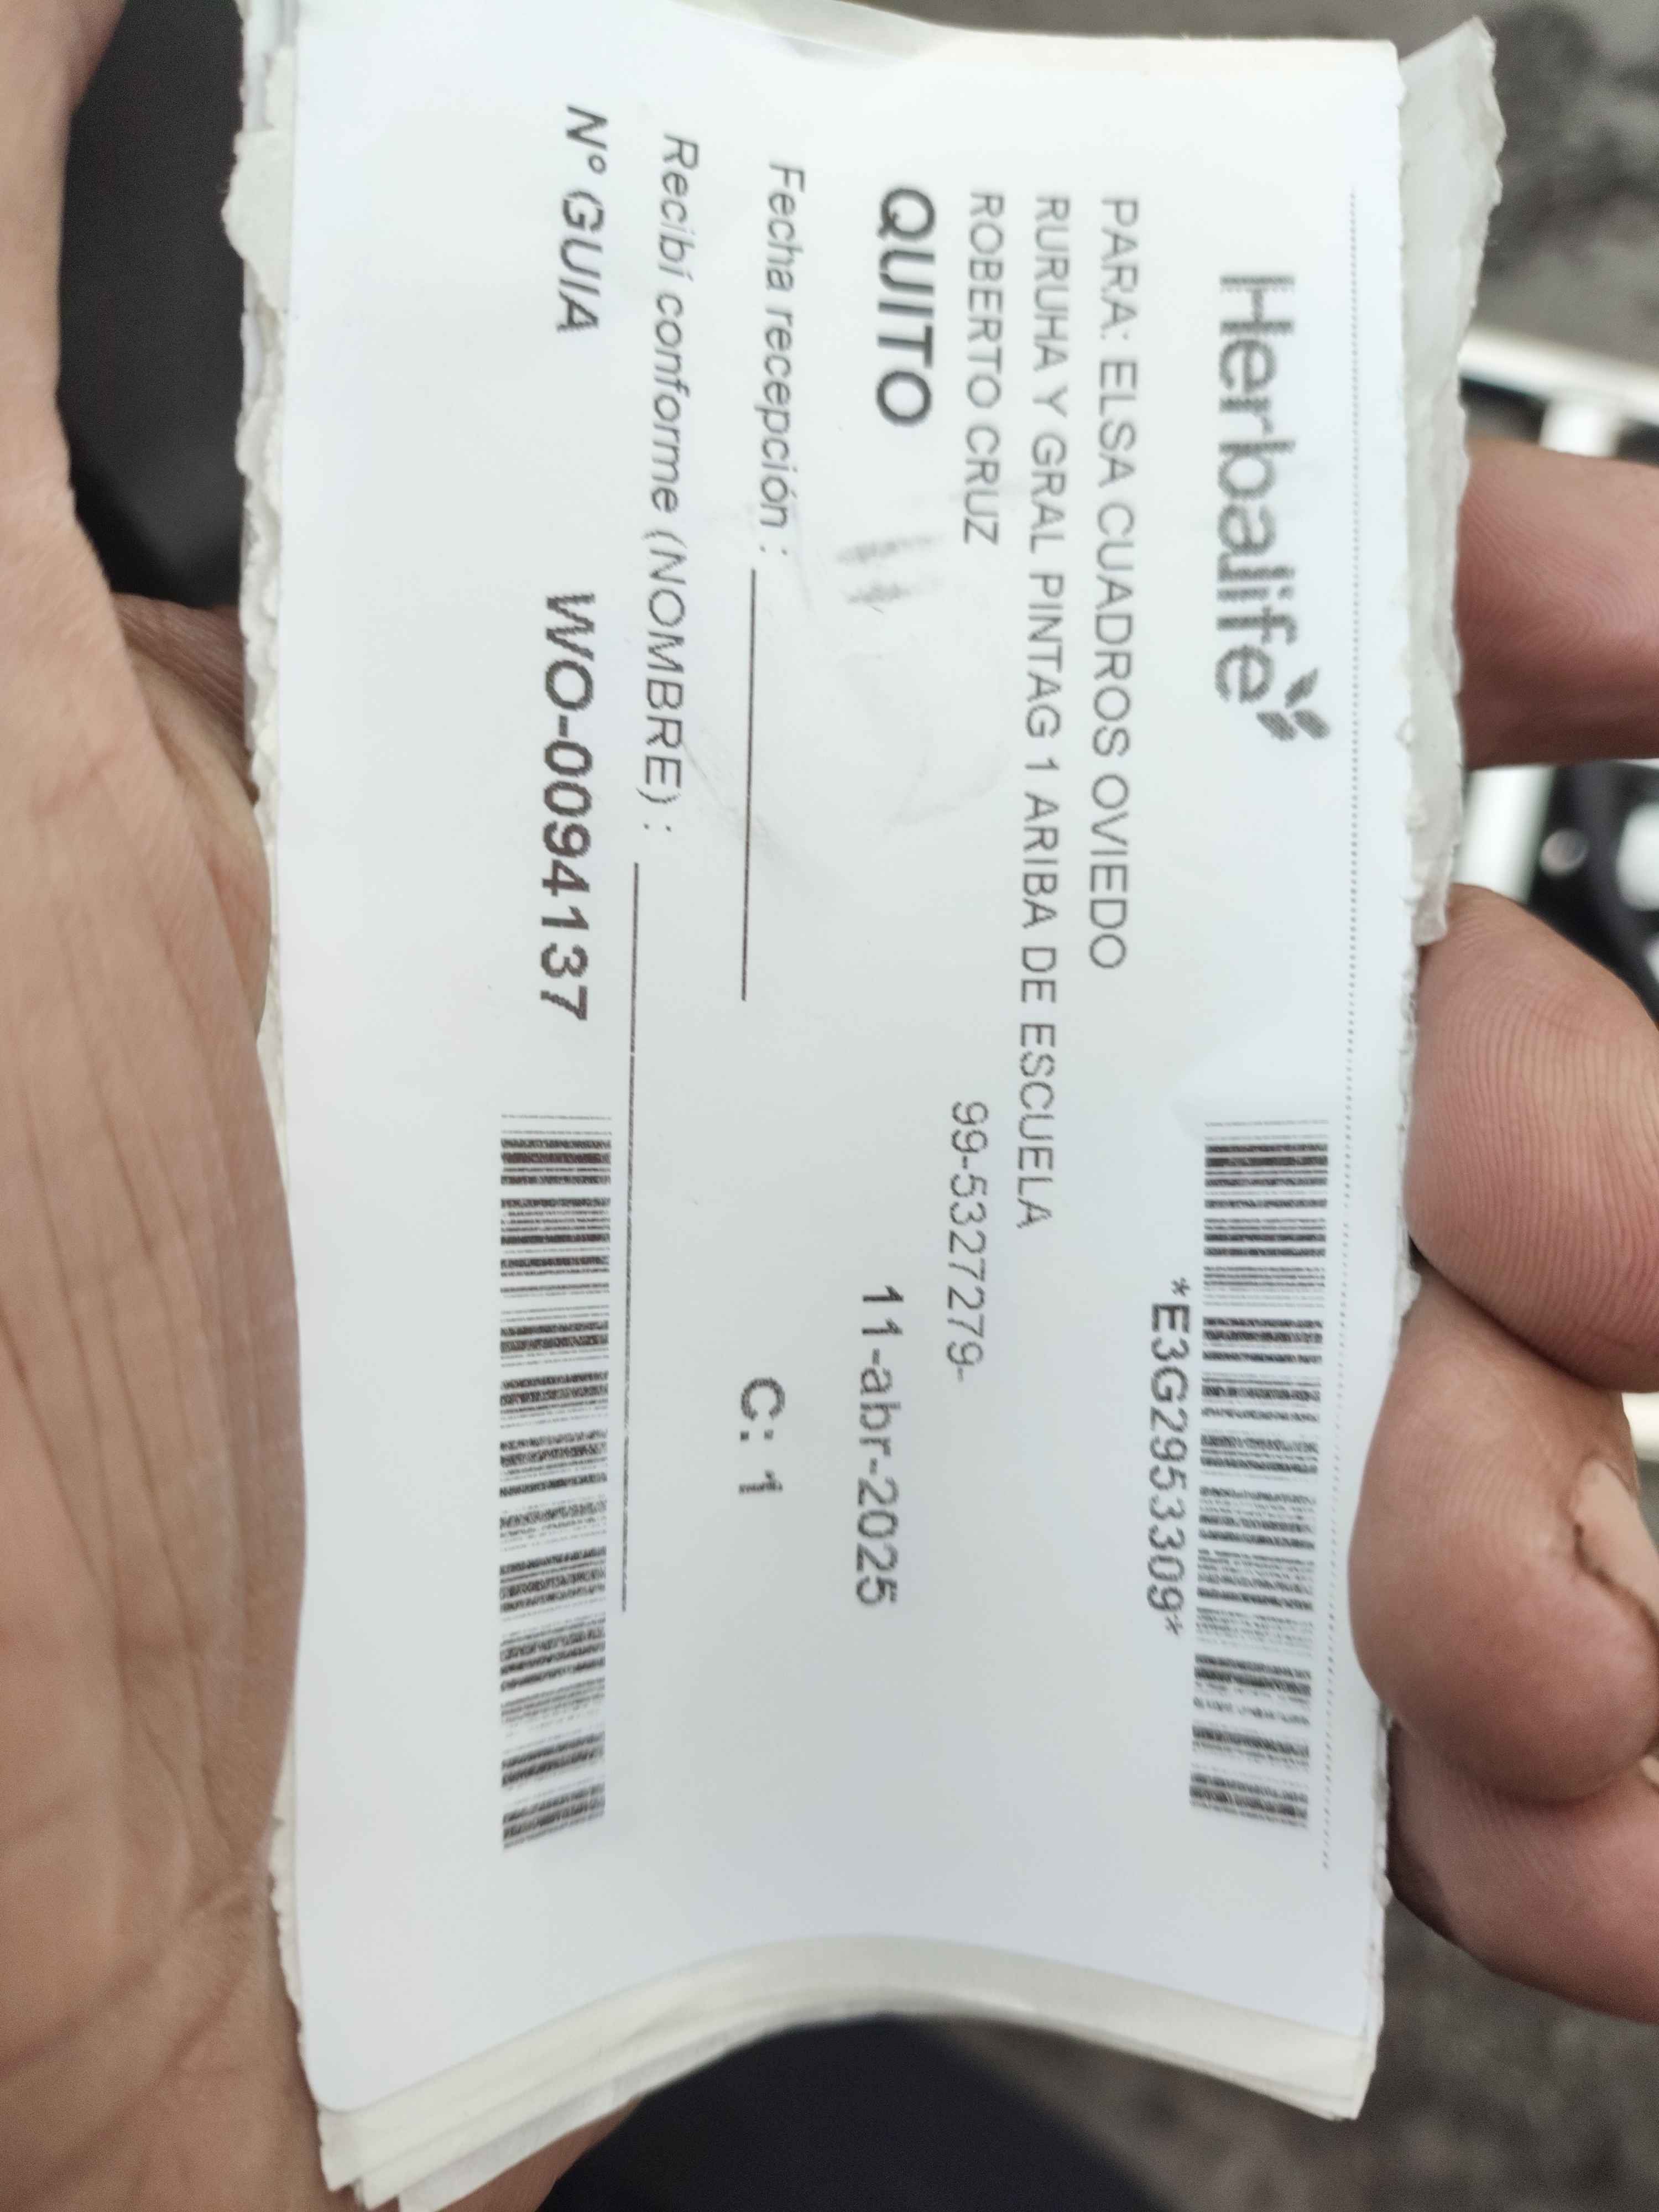 Herbalife
*E3G2953309*
PARA: ELSA CUADROS OVIEDO
RURUHA Y GRAL PINTAG 1 ARIBA DE ESCUELA
ROBERTO CRUZ 99-5327279-
QUITO 11-abr-2025
Fecha recepción :
C: 1
Recibí conforme (NOMBRE) :
Nº GUIA WO-0094137